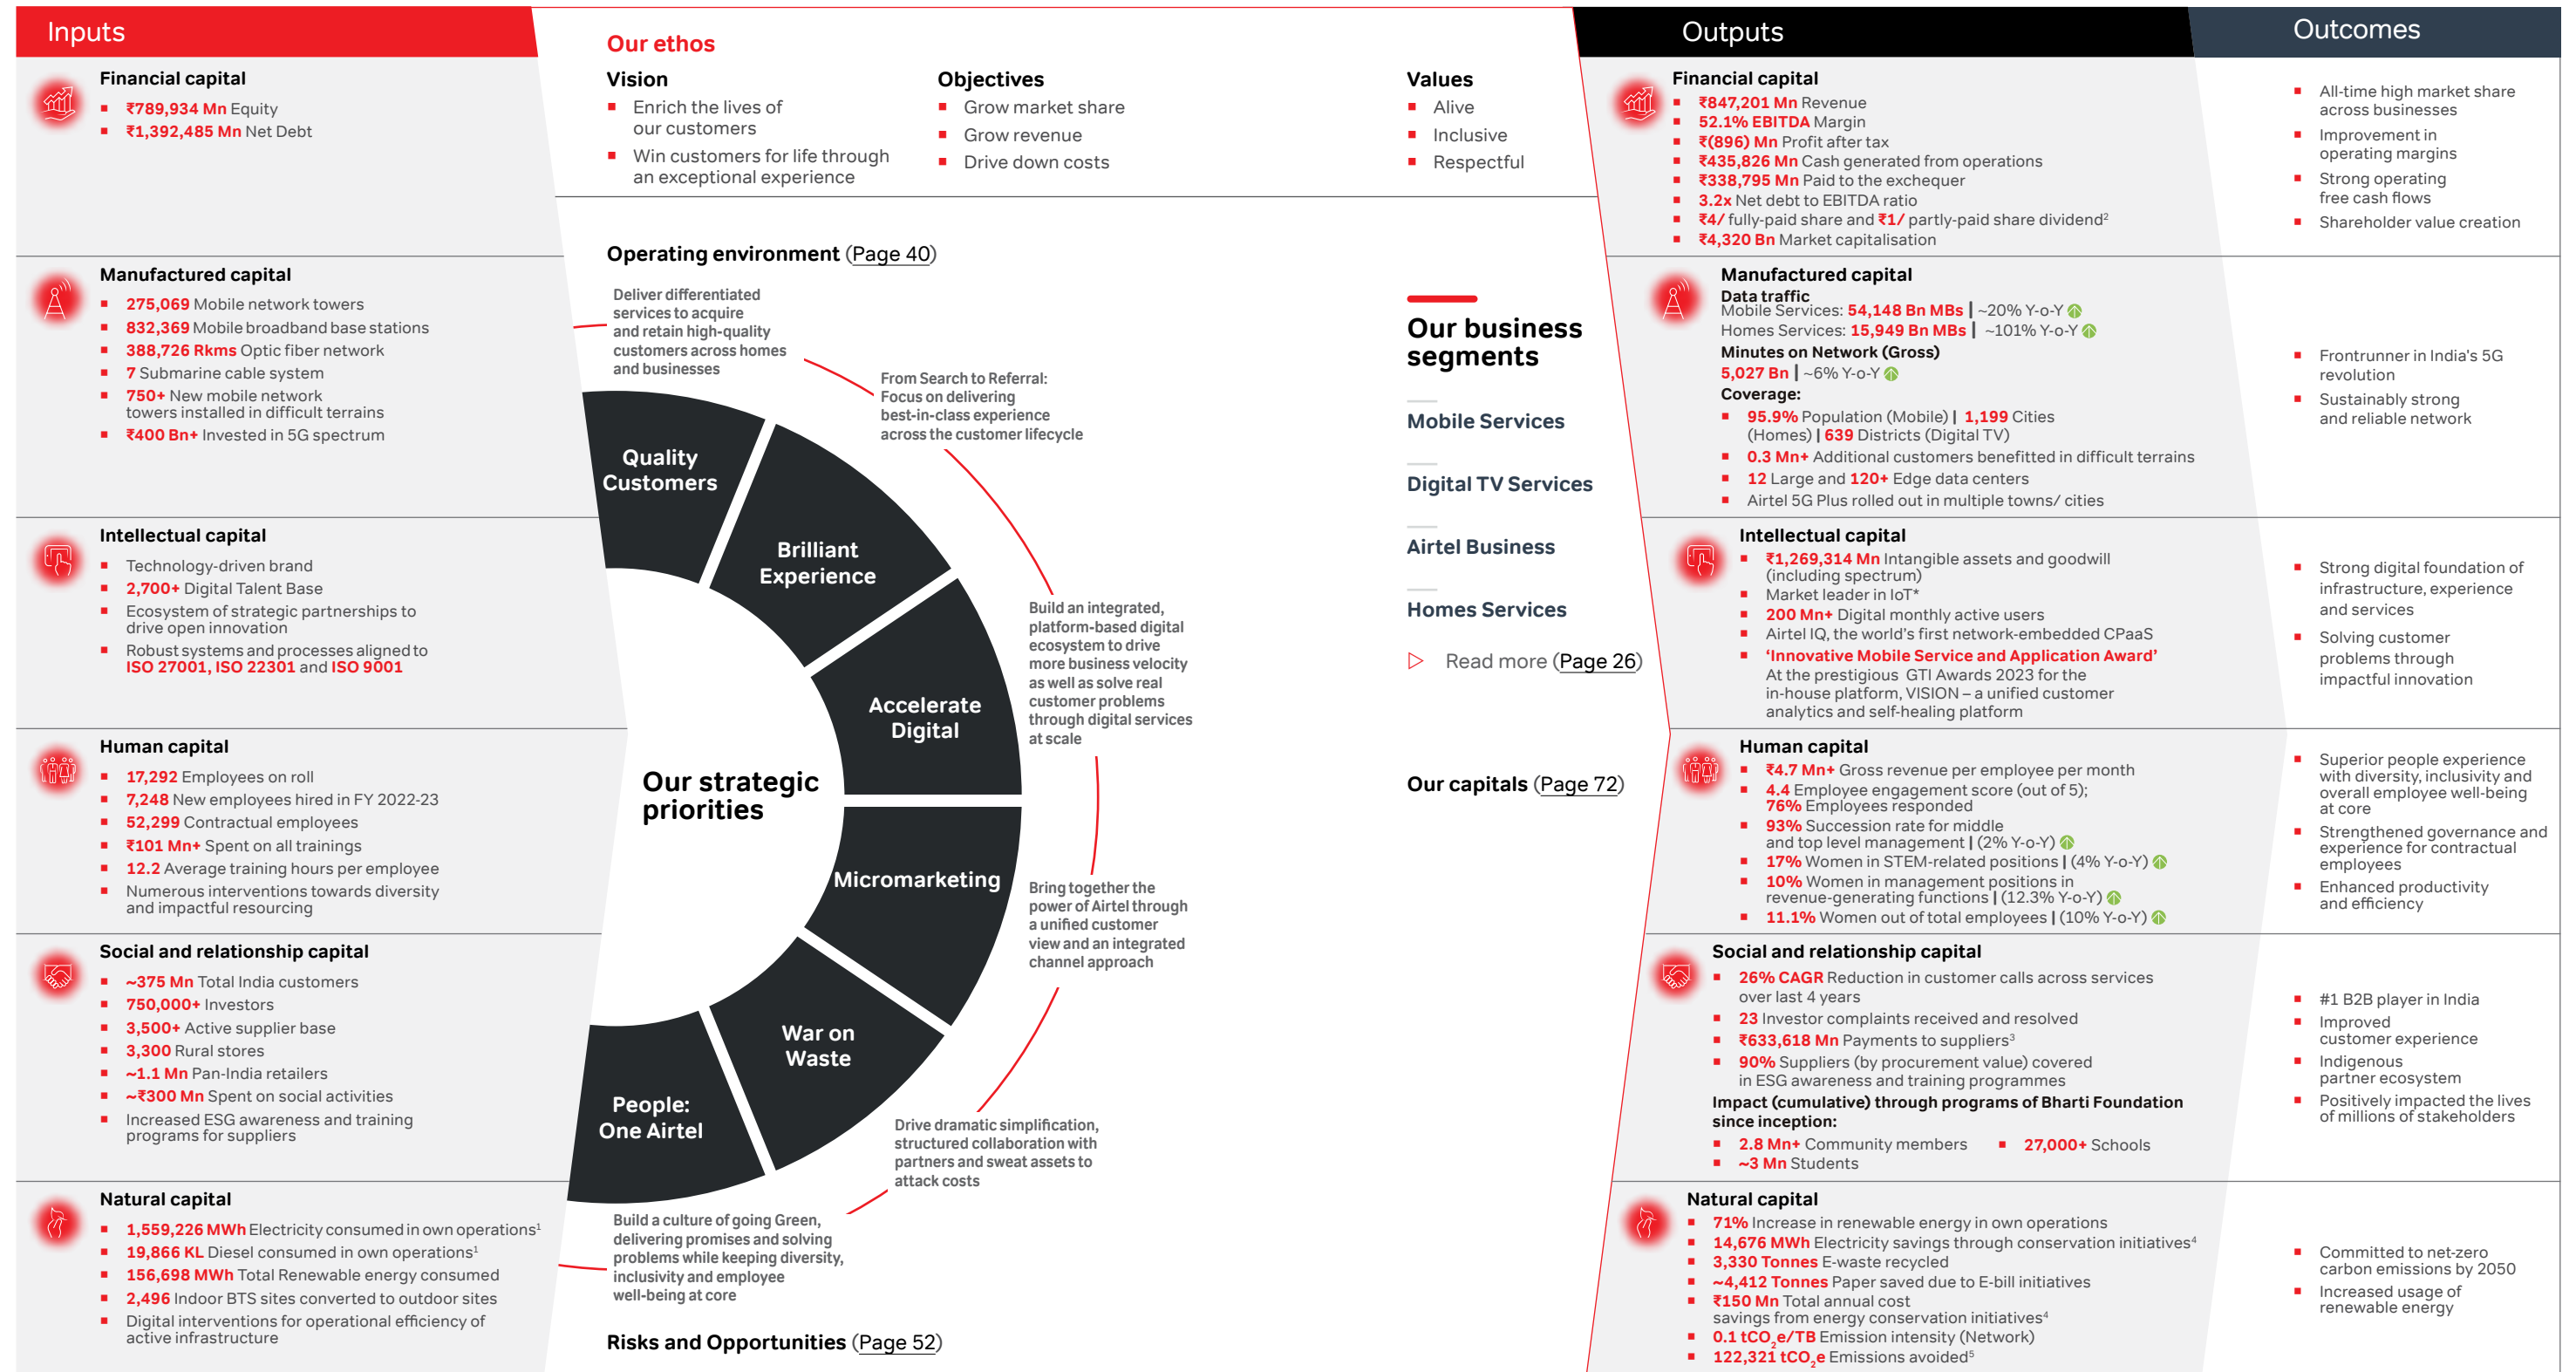 Inputs
Financial capital
₹789,934 Mn Equity
₹1,392,485 Mn Net Debt
Manufactured capital
275,069 Mobile network towers
832,369 Mobile broadband base stations
388,726 Rkms Optic fiber network
7 Submarine cable system
750+ New mobile network
towers installed in difficult terrains
₹400 Bn+ Invested in 5G spectrum
Intellectual capital
Technology-driven brand
2,700+ Digital Talent Base
Ecosystem of strategic partnerships to
drive open innovation
Robust systems and processes aligned to
ISO 27001, ISO 22301 and ISO 9001
Human capital
17,292 Employees on roll
7,248 New employees hired in FY 2022-23
52,299 Contractual employees
₹101 Mn+ Spent on all trainings
12.2 Average training hours per employee
Numerous interventions towards diversity
and impactful resourcing
Social and relationship capital
~375 Mn Total India customers
750,000+ Investors
3,500+ Active supplier base
3,300 Rural stores
~1.1 Mn Pan-India retailers
~₹300 Mn Spent on social activities
Increased ESG awareness and training
programs for suppliers
Natural capital
1,559,226 MWh Electricity consumed in own operations¹
19,866 KL Diesel consumed in own operations¹
156,698 MWh Total Renewable energy consumed
2,496 Indoor BTS sites converted to outdoor sites
Digital interventions for operational efficiency of
active infrastructure
Our ethos
Vision
Enrich the lives of
our customers
Win customers for life through
an exceptional experience
Objectives
Grow market share
Grow revenue
Drive down costs
Values
Alive
Inclusive
Respectful
Operating environment (Page 40)
Deliver differentiated
services to acquire
and retain high-quality
customers across homes
and businesses
From Search to Referral:
Focus on delivering
best-in-class experience
across the customer lifecycle
Build an integrated,
platform-based digital
ecosystem to drive
more business velocity
as well as solve real
customer problems
through digital services
at scale
Bring together the
power of Airtel through
a unified customer
view and an integrated
channel approach
Drive dramatic simplification,
structured collaboration with
partners and sweat assets to
attack costs
Build a culture of going Green,
delivering promises and solving
problems while keeping diversity,
inclusivity and employee
well-being at core
Quality
Customers
Brilliant
Experience
Accelerate
Digital
Micromarketing
War on
Waste
People:
One Airtel
Our strategic
priorities
Risks and Opportunities (Page 52)
Our business
segments
Mobile Services
Digital TV Services
Airtel Business
Homes Services
Read more (Page 26)
Our capitals (Page 72)
Outputs
Financial capital
₹847,201 Mn Revenue
52.1% EBITDA Margin
₹(896) Mn Profit after tax
₹435,826 Mn Cash generated from operations
₹338,795 Mn Paid to the exchequer
3.2x Net debt to EBITDA ratio
₹4/ fully-paid share and ₹1/ partly-paid share dividend²
₹4,320 Bn Market capitalisation
Manufactured capital
Data traffic
Mobile Services: 54,148 Bn MBs | ~20% Y-o-Y
Homes Services: 15,949 Bn MBs | ~101% Y-o-Y
Minutes on Network (Gross)
5,027 Bn | ~6% Y-o-Y
Coverage:
95.9% Population (Mobile) | 1,199 Cities
(Homes) | 639 Districts (Digital TV)
0.3 Mn+ Additional customers benefitted in difficult terrains
12 Large and 120+ Edge data centers
Airtel 5G Plus rolled out in multiple towns/ cities
Intellectual capital
₹1,269,314 Mn Intangible assets and goodwill
(including spectrum)
Market leader in IoT*
200 Mn+ Digital monthly active users
Airtel IQ, the world's first network-embedded CPaaS
'Innovative Mobile Service and Application Award'
At the prestigious GTI Awards 2023 for the
in-house platform, VISION – a unified customer
analytics and self-healing platform
Human capital
₹4.7 Mn+ Gross revenue per employee per month
4.4 Employee engagement score (out of 5);
76% Employees responded
93% Succession rate for middle
and top level management | (2% Y-o-Y)
17% Women in STEM-related positions | (4% Y-o-Y)
10% Women in management positions in
revenue-generating functions | (12.3% Y-o-Y)
11.1% Women out of total employees | (10% Y-o-Y)
Social and relationship capital
26% CAGR Reduction in customer calls across services
over last 4 years
23 Investor complaints received and resolved
₹633,618 Mn Payments to suppliers³
90% Suppliers (by procurement value) covered
in ESG awareness and training programmes
Impact (cumulative) through programs of Bharti Foundation
since inception:
2.8 Mn+ Community members
27,000+ Schools
~3 Mn Students
Natural capital
71% Increase in renewable energy in own operations
14,676 MWh Electricity savings through conservation initiatives⁴
3,330 Tonnes E-waste recycled
~4,412 Tonnes Paper saved due to E-bill initiatives
₹150 Mn Total annual cost
savings from energy conservation initiatives⁴
0.1 tCO₂e/TB Emission intensity (Network)
122,321 tCO₂e Emissions avoided⁵
Outcomes
All-time high market share
across businesses
Improvement in
operating margins
Strong operating
free cash flows
Shareholder value creation
Frontrunner in India's 5G
revolution
Sustainably strong
and reliable network
Strong digital foundation of
infrastructure, experience
and services
Solving customer
problems through
impactful innovation
Superior people experience
with diversity, inclusivity and
overall employee well-being
at core
Strengthened governance and
experience for contractual
employees
Enhanced productivity
and efficiency
#1 B2B player in India
Improved
customer experience
Indigenous
partner ecosystem
Positively impacted the lives
of millions of stakeholders
Committed to net-zero
carbon emissions by 2050
Increased usage of
renewable energy